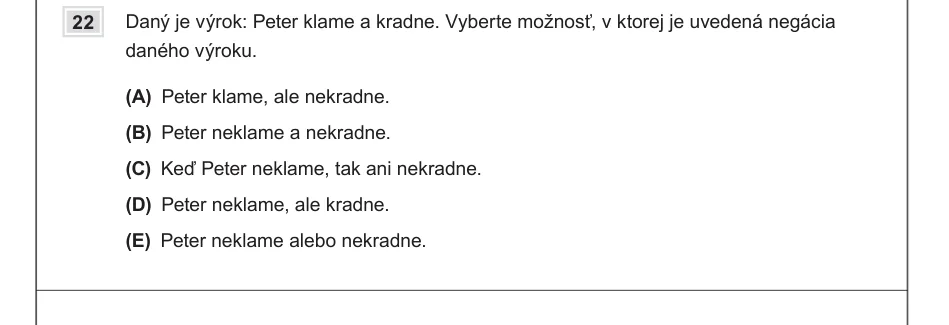 22 Daný je výrok: Peter klame a kradne. Vyberte možnosť, v ktorej je uvedená negácia
daného výroku.
(A) Peter klame, ale nekradne.
(B) Peter neklame a nekradne.
(C) Keď Peter neklame, tak ani nekradne.
(D) Peter neklame, ale kradne.
(E) Peter neklame alebo nekradne.